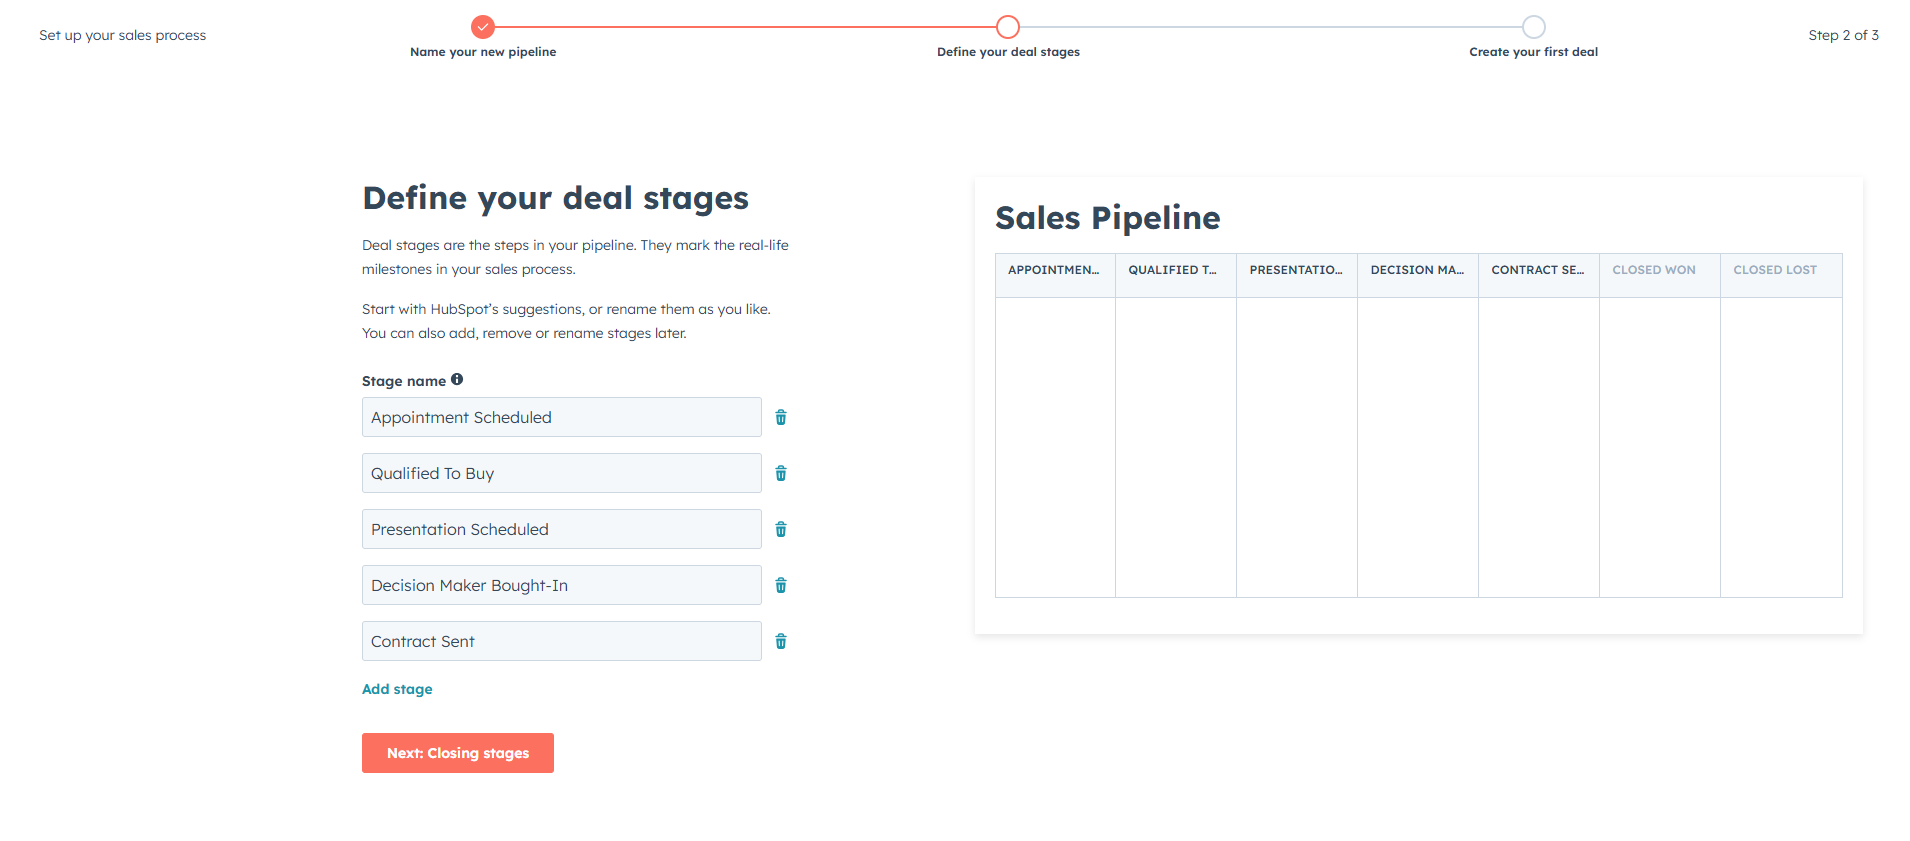 Set up your sales process
Name your new pipeline
Define your deal stages
Create your first deal
Step 2 of 3
Define your deal stages
Deal stages are the steps in your pipeline. They mark the real-life
milestones in your sales process.
Start with HubSpot's suggestions, or rename them as you like.
You can also add, remove or rename stages later.
Stage name
Appointment Scheduled
Qualified To Buy
Presentation Scheduled
Decision Maker Bought-In
Contract Sent
Add stage
Next: Closing stages
Sales Pipeline
APPOINTMEN...
QUALIFIED T...
PRESENTATIO...
DECISION MA...
CONTRACT SE...
CLOSED WON
CLOSED LOST